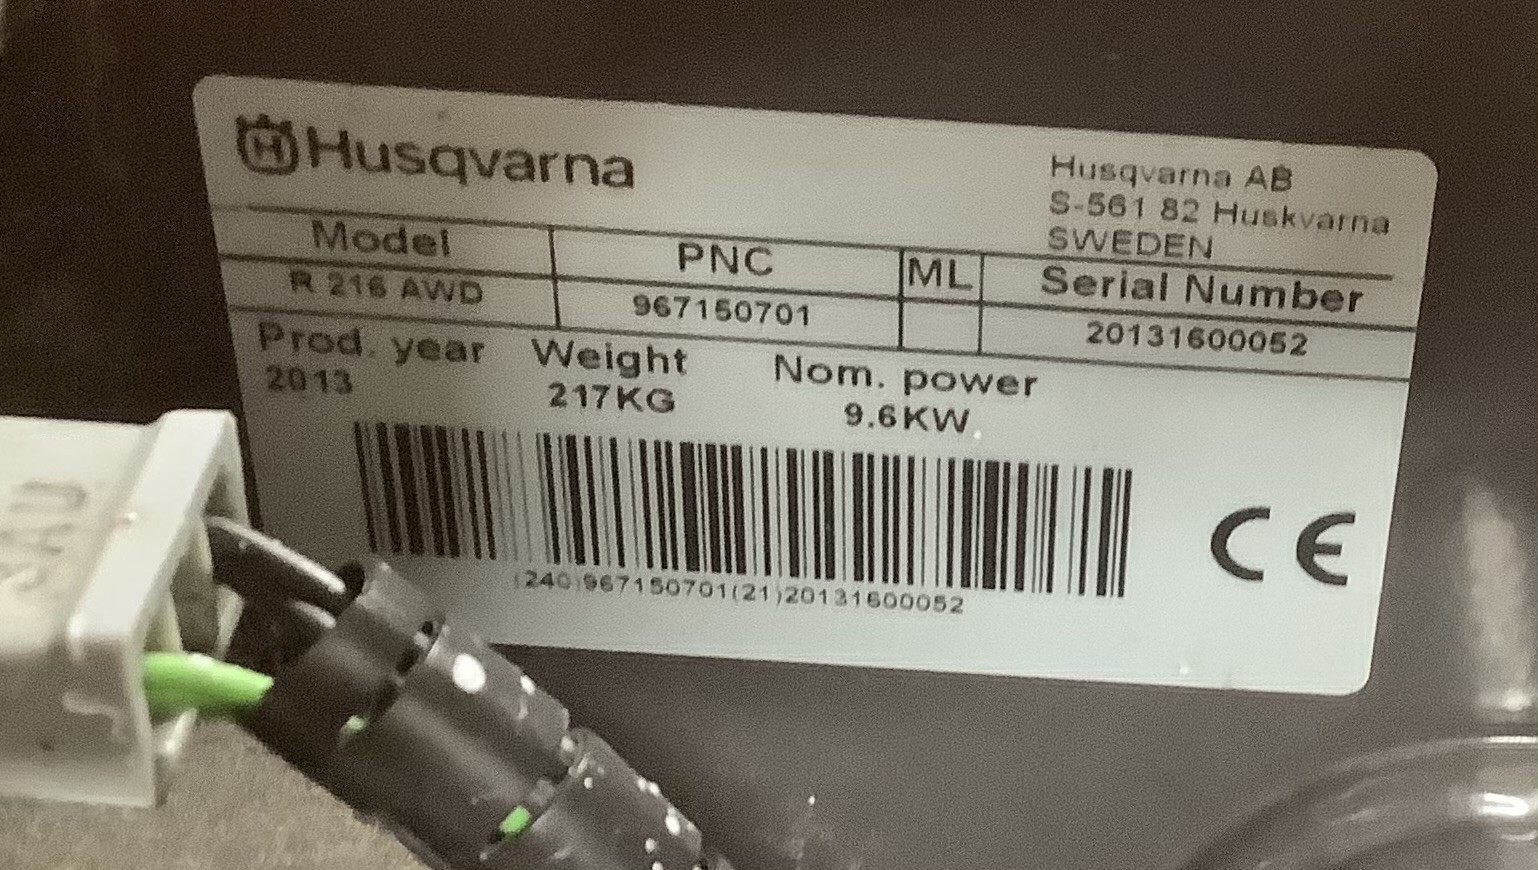 Husqvarna
Husqvarna AB
S-561 82 Huskvarna
SWEDEN
Model PNC ML Serial Number
R 216 AWD 967150701 20131600052
Prod. year Weight Nom. power
2013 217KG 9.6KW
CE
(240)967150701(21)20131600052